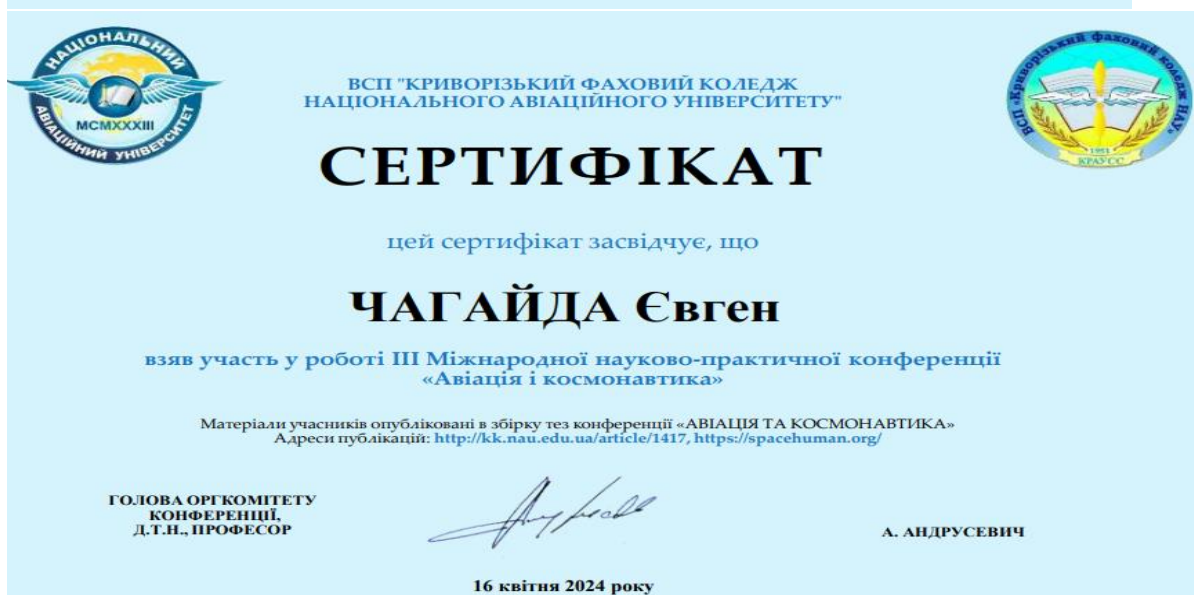 НАЦІОНАЛЬНИЙ
АВІАЦІЙНИЙ УНІВЕРСИТЕТ
MCMXXXIII
ВСП "КРИВОРІЗЬКИЙ ФАХОВИЙ КОЛЕДЖ
НАЦІОНАЛЬНОГО АВІАЦІЙНОГО УНІВЕРСИТЕТУ"
ВСП «Криворізький фаховий коледж НАУ»
1951
КРАУСС
СЕРТИФІКАТ
цей сертифікат засвідчує, що
ЧАГАЙДА Євген
взяв участь у роботі III Міжнародної науково-практичної конференції
«Авіація і космонавтика»
Матеріали учасників опубліковані в збірку тез конференції «АВІАЦІЯ ТА КОСМОНАВТИКА»
Адреси публікацій: http://kk.nau.edu.ua/article/1417, https://spacehuman.org/
ГОЛОВА ОРГКОМІТЕТУ
КОНФЕРЕНЦІЇ,
Д.Т.Н., ПРОФЕСОР
А. АНДРУСЕВИЧ
16 квітня 2024 року